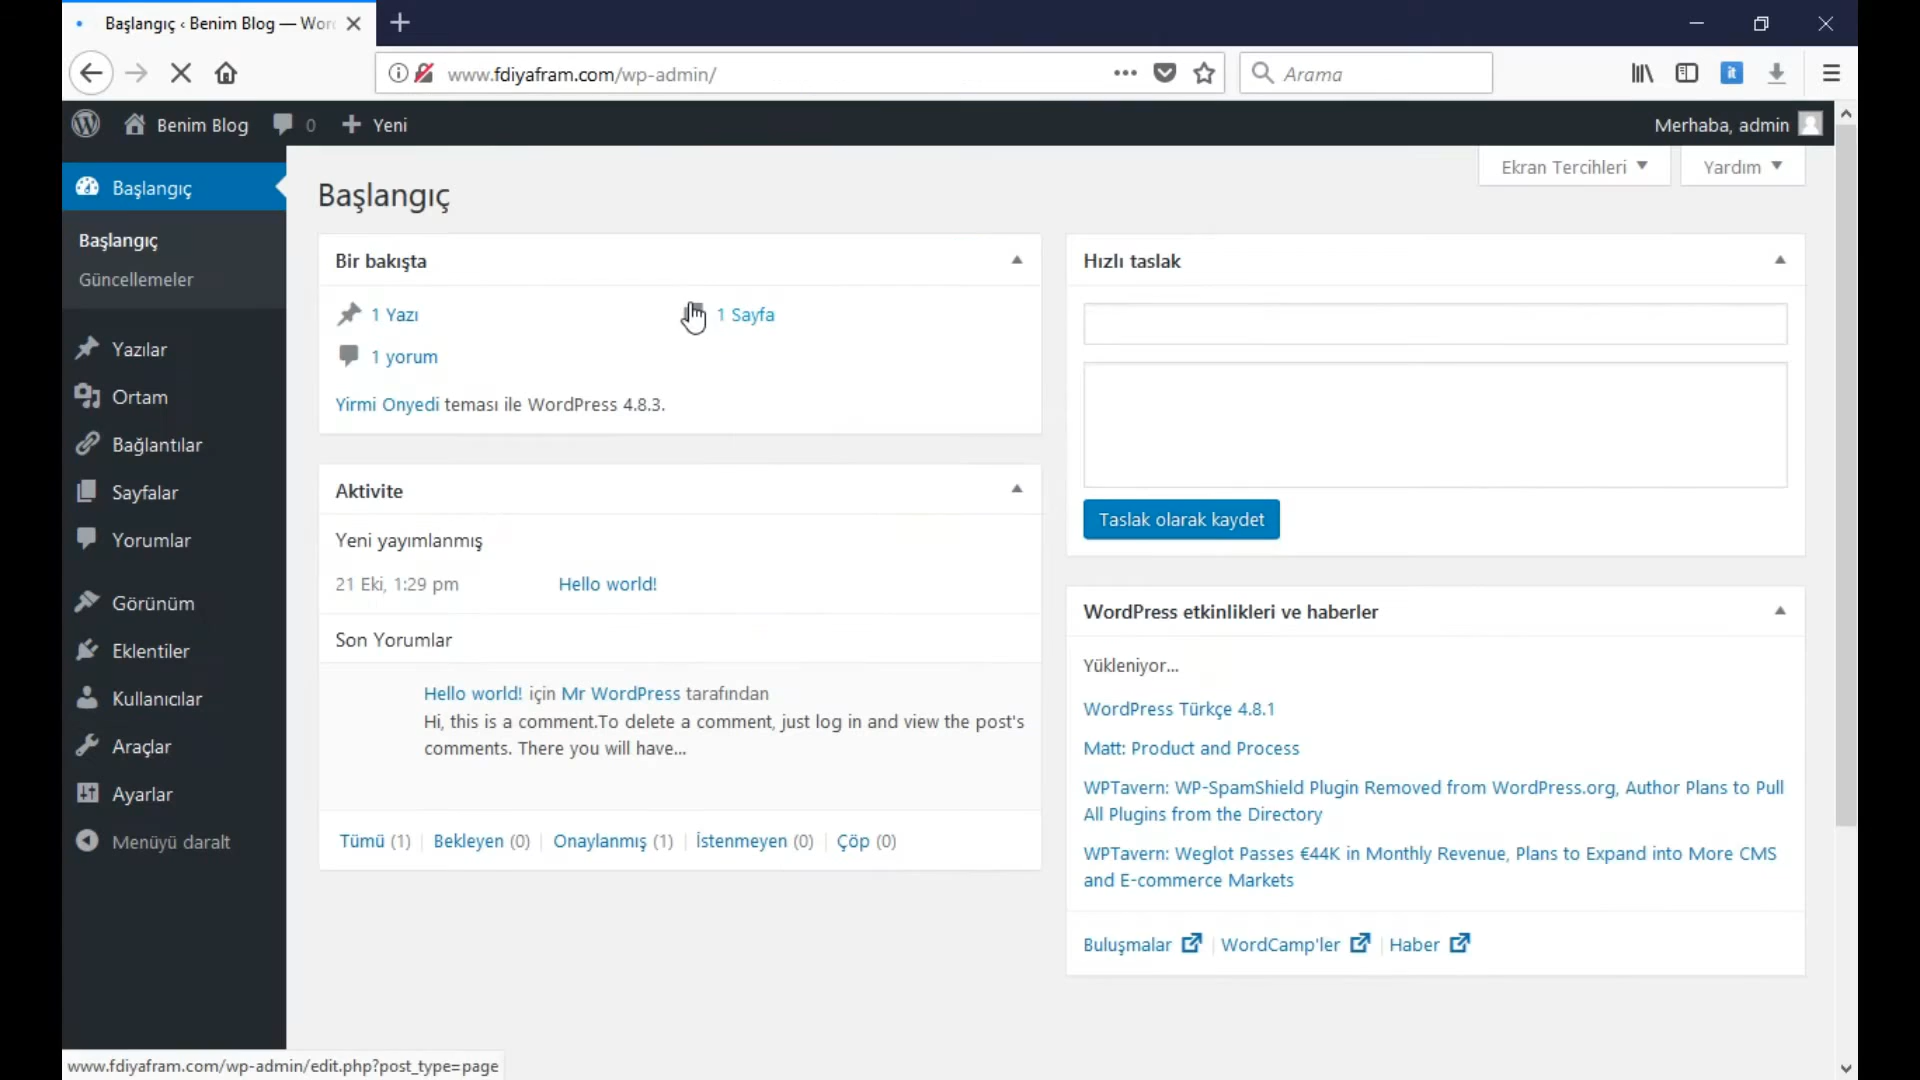 Başlangıç ‹ Benim Blog — Wor
www.fdiyafram.com/wp-admin/
Arama
Benim Blog
0
Yeni
Merhaba, admin
Ekran Tercihleri
Yardım
Başlangıç
Başlangıç
Güncellemeler
Yazılar
Ortam
Bağlantılar
Sayfalar
Yorumlar
Görünüm
Eklentiler
Kullanıcılar
Araçlar
Ayarlar
Menüyü daralt
Başlangıç
Bir bakışta
1 Yazı
1 Sayfa
1 yorum
Yirmi Onyedi teması ile WordPress 4.8.3.
Aktivite
Yeni yayımlanmış
21 Eki, 1:29 pm
Hello world!
Son Yorumlar
Hello world! için Mr WordPress tarafından
Hi, this is a comment.To delete a comment, just log in and view the post's
comments. There you will have...
Tümü (1) | Bekleyen (0) | Onaylanmış (1) | İstenmeyen (0) | Çöp (0)
Hızlı taslak
Taslak olarak kaydet
WordPress etkinlikleri ve haberler
Yükleniyor...
WordPress Türkçe 4.8.1
Matt: Product and Process
WPTavern: WP-SpamShield Plugin Removed from WordPress.org, Author Plans to Pull
All Plugins from the Directory
WPTavern: Weglot Passes €44K in Monthly Revenue, Plans to Expand into More CMS
and E-commerce Markets
Buluşmalar | WordCamp'ler | Haber
www.fdiyafram.com/wp-admin/edit.php?post_type=page